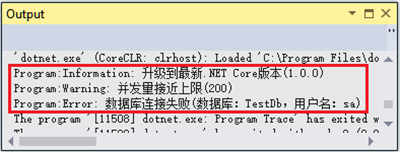 Output
'dotnet.exe' (CoreCLR: clrhost): Loaded 'C:\Program Files\do
Program:Information: 升级到最新.NET Core版本(1.0.0)
Program:Warning: 并发量接近上限(200)
Program:Error: 数据库连接失败(数据库：TestDb，用户名：sa)
The program '[11508] dotnet.exe: Program Trace' has exited w